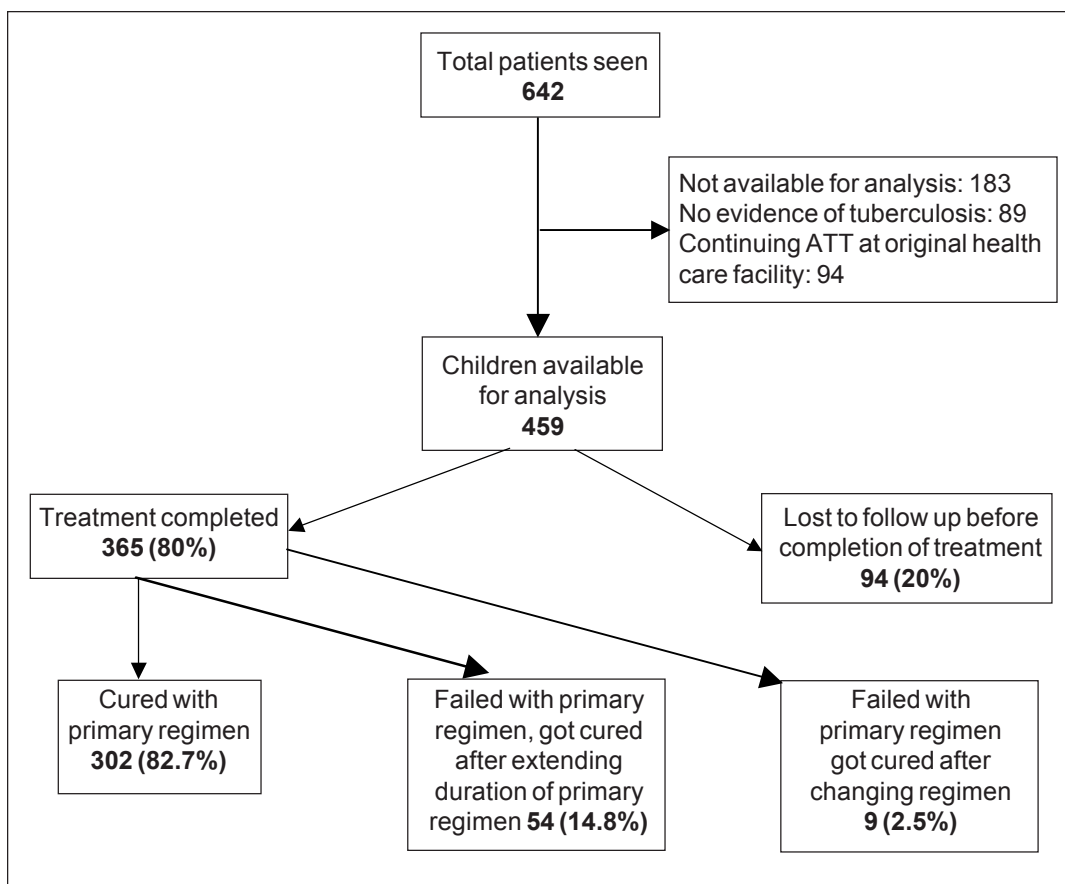 Total patients seen
642
Not available for analysis: 183
No evidence of tuberculosis: 89
Continuing ATT at original health
care facility: 94
Children available
for analysis
459
Treatment completed
365 (80%)
Lost to follow up before
completion of treatment
94 (20%)
Cured with
primary regimen
302 (82.7%)
Failed with primary
regimen, got cured
after extending
duration of primary
regimen 54 (14.8%)
Failed with
primary regimen
got cured after
changing regimen
9 (2.5%)